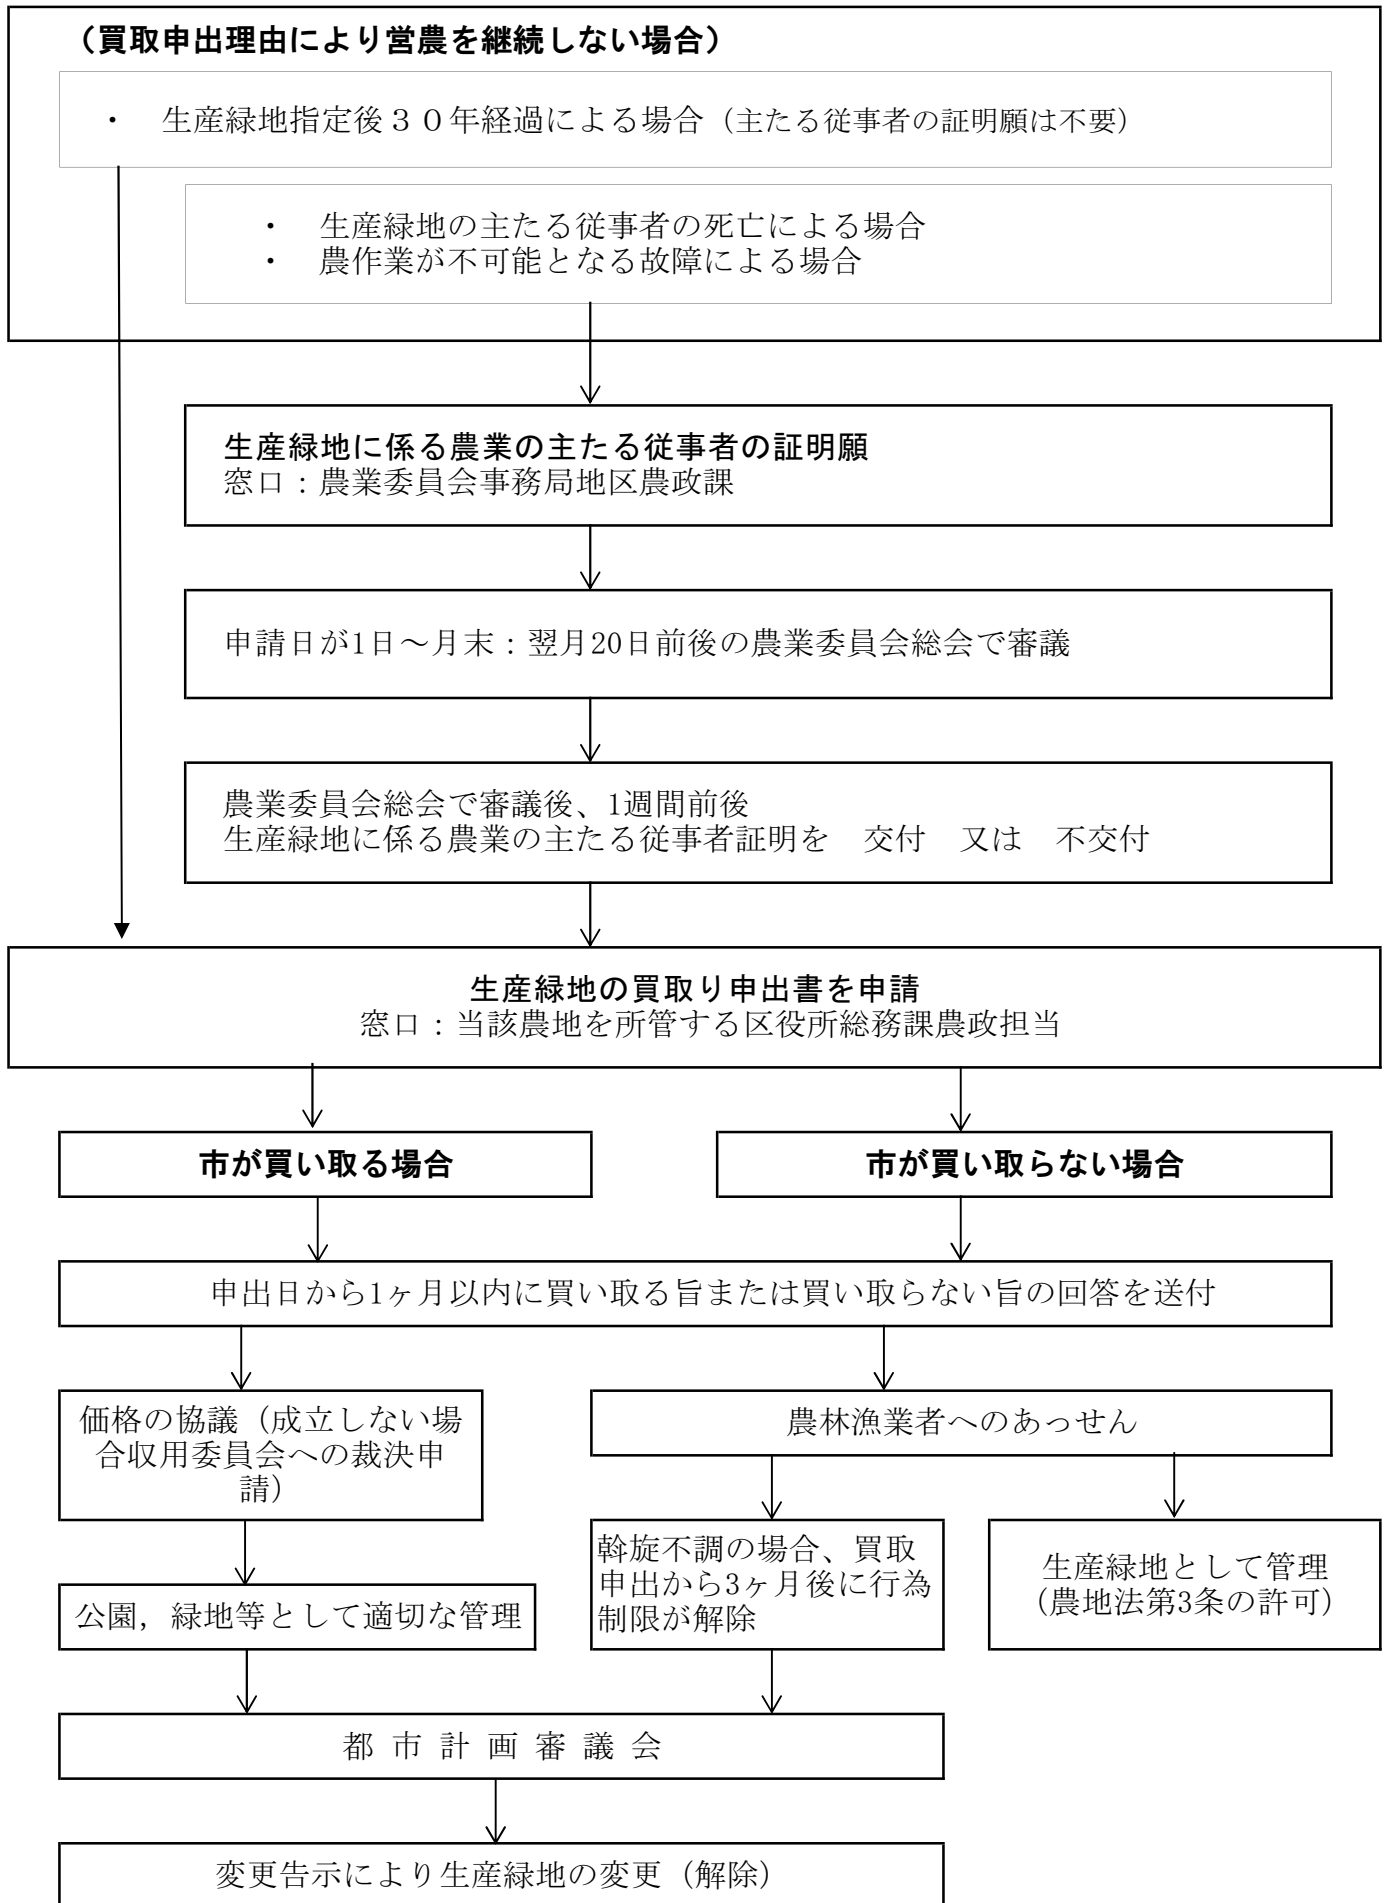 （買取申出理由により営農を継続しない場合）
・　生産緑地指定後３０年経過による場合（主たる従事者の証明願は不要）
・　生産緑地の主たる従事者の死亡による場合
・　農作業が不可能となる故障による場合
生産緑地に係る農業の主たる従事者の証明願
窓口：農業委員会事務局地区農政課
申請日が1日～月末：翌月20日前後の農業委員会総会で審議
農業委員会総会で審議後、1週間前後
生産緑地に係る農業の主たる従事者証明を　交付　又は　不交付
生産緑地の買取り申出書を申請
窓口：当該農地を所管する区役所総務課農政担当
市が買い取る場合
市が買い取らない場合
申出日から1ヶ月以内に買い取る旨または買い取らない旨の回答を送付
価格の協議（成立しない場
合収用委員会への裁決申
請）
農林漁業者へのあっせん
公園，緑地等として適切な管理
斡旋不調の場合、買取
申出から3ヶ月後に行為
制限が解除
生産緑地として管理
（農地法第3条の許可）
都 市 計 画 審 議 会
変更告示により生産緑地の変更（解除）